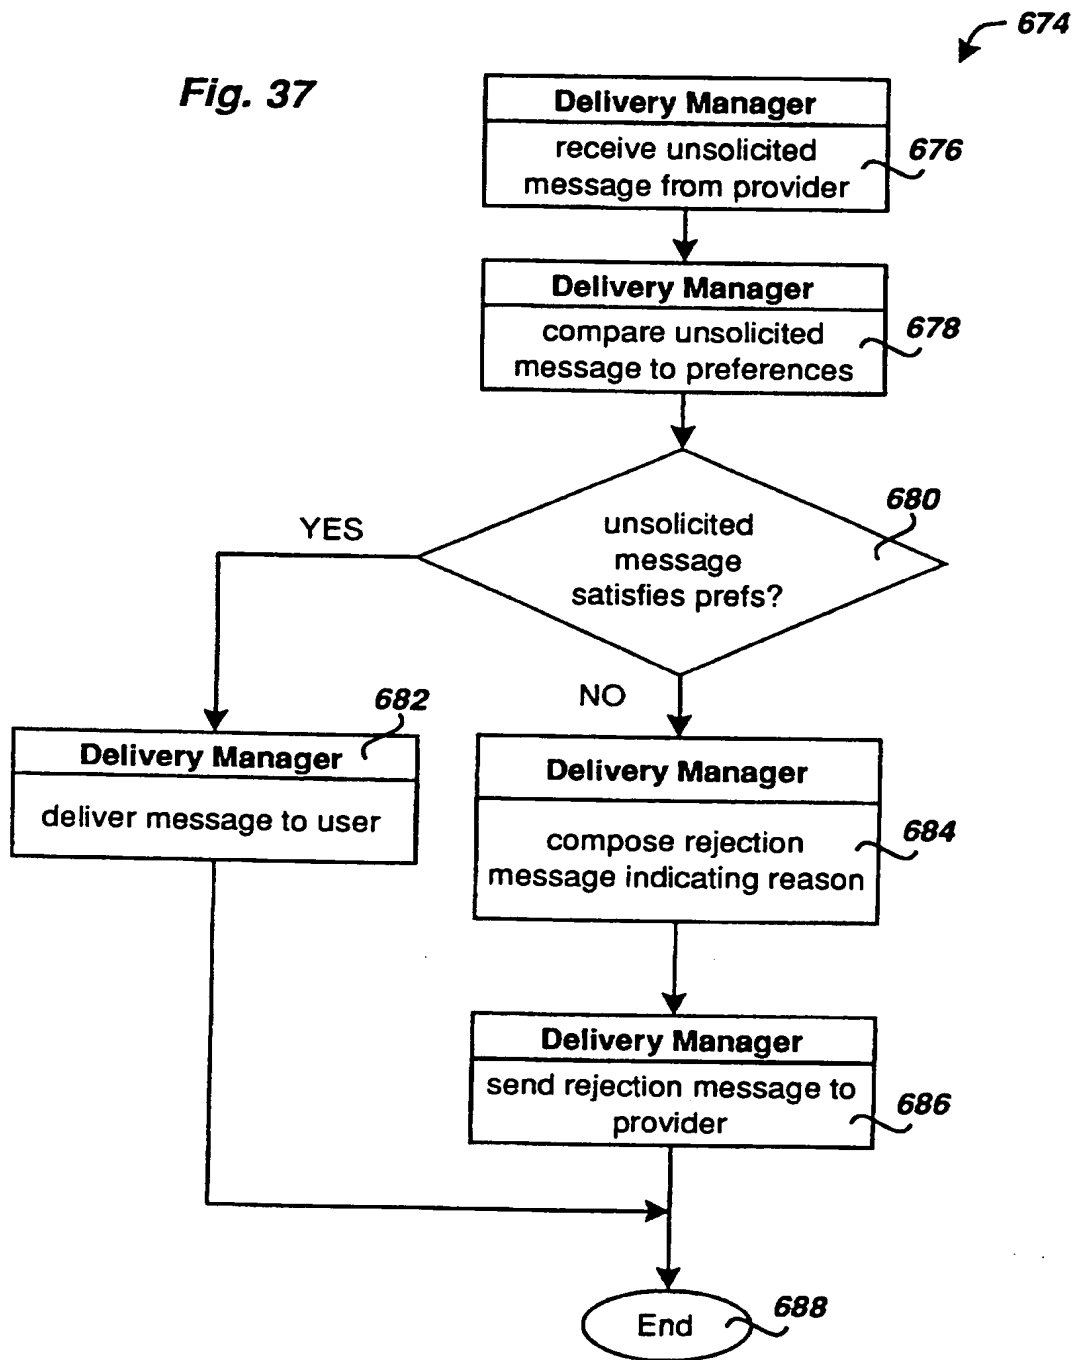 674
Fig. 37
Delivery Manager
receive unsolicited
message from provider
676
Delivery Manager
compare unsolicited
message to preferences
678
unsolicited
message
satisfies prefs?
680
YES
NO
682
Delivery Manager
deliver message to user
Delivery Manager
compose rejection
message indicating reason
684
Delivery Manager
send rejection message to
provider
686
End
688